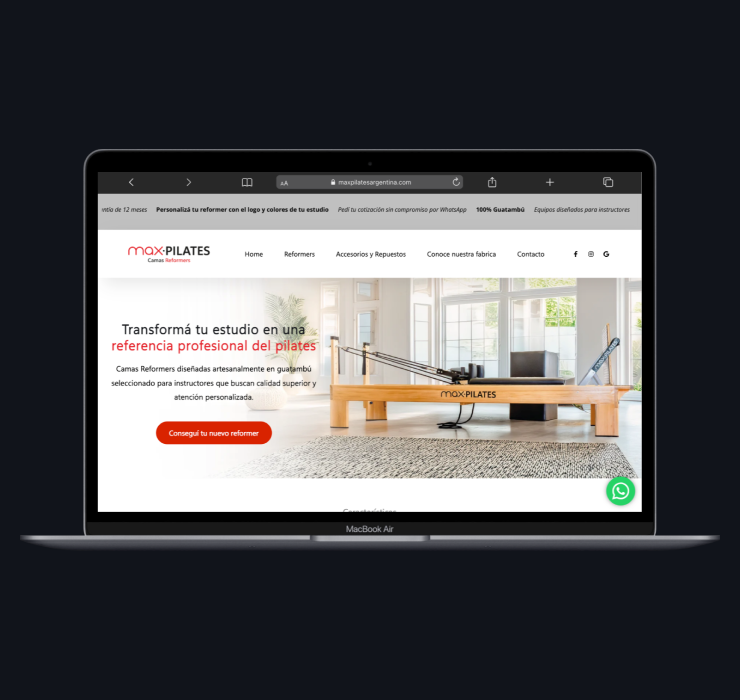 AA maxpilatesargentina.com
ntía de 12 meses Personalizá tu reformer con el logo y colores de tu estudio Pedí tu cotización sin compromiso por WhatsApp 100% Guatambú Equipos diseñados para instructores
max·PILATES
Camas Reformers
Home Reformers Accesorios y Repuestos Conoce nuestra fabrica Contacto f G
Transformá tu estudio en una
referencia profesional del pilates
Camas Reformers diseñadas artesanalmente en guatambú
seleccionado para instructores que buscan calidad superior y
atención personalizada.
Conseguí tu nuevo reformer
max·PILATES
Características
MacBook Air